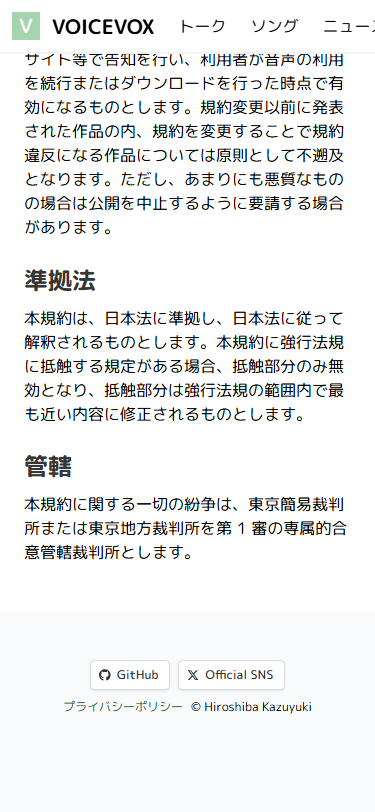 V VOICEVOX トーク ソング ニュース
サイト等で告知を行い、利用者が音声の利用
を続行またはダウンロードを行った時点で有
効になるものとします。規約変更以前に発表
された作品の内、規約を変更することで規約
違反になる作品については原則として不遡及
となります。ただし、あまりにも悪質なもの
の場合は公開を中止するように要請する場合
があります。
準拠法
本規約は、日本法に準拠し、日本法に従って
解釈されるものとします。本規約に強行法規
に抵触する規定がある場合、抵触部分のみ無
効となり、抵触部分は強行法規の範囲内で最
も近い内容に修正されるものとします。
管轄
本規約に関する一切の紛争は、東京簡易裁判
所または東京地方裁判所を第 1 審の専属的合
意管轄裁判所とします。
GitHub Official SNS
プライバシーポリシー © Hiroshiba Kazuyuki